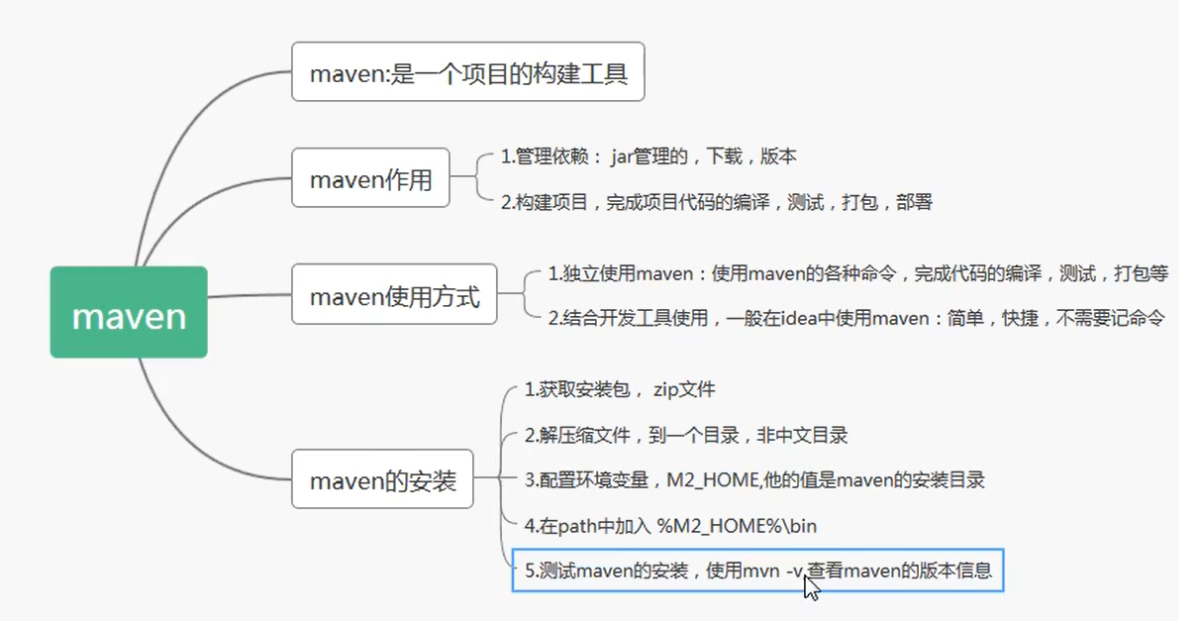 maven
maven:是一个项目的构建工具
maven作用
1.管理依赖： jar管理的，下载，版本
2.构建项目，完成项目代码的编译，测试，打包，部署
maven使用方式
1.独立使用maven：使用maven的各种命令，完成代码的编译，测试，打包等
2.结合开发工具使用，一般在idea中使用maven：简单，快捷，不需要记命令
maven的安装
1.获取安装包， zip文件
2.解压缩文件，到一个目录，非中文目录
3.配置环境变量，M2_HOME,他的值是maven的安装目录
4.在path中加入 %M2_HOME%\bin
5.测试maven的安装，使用mvn -v,查看maven的版本信息